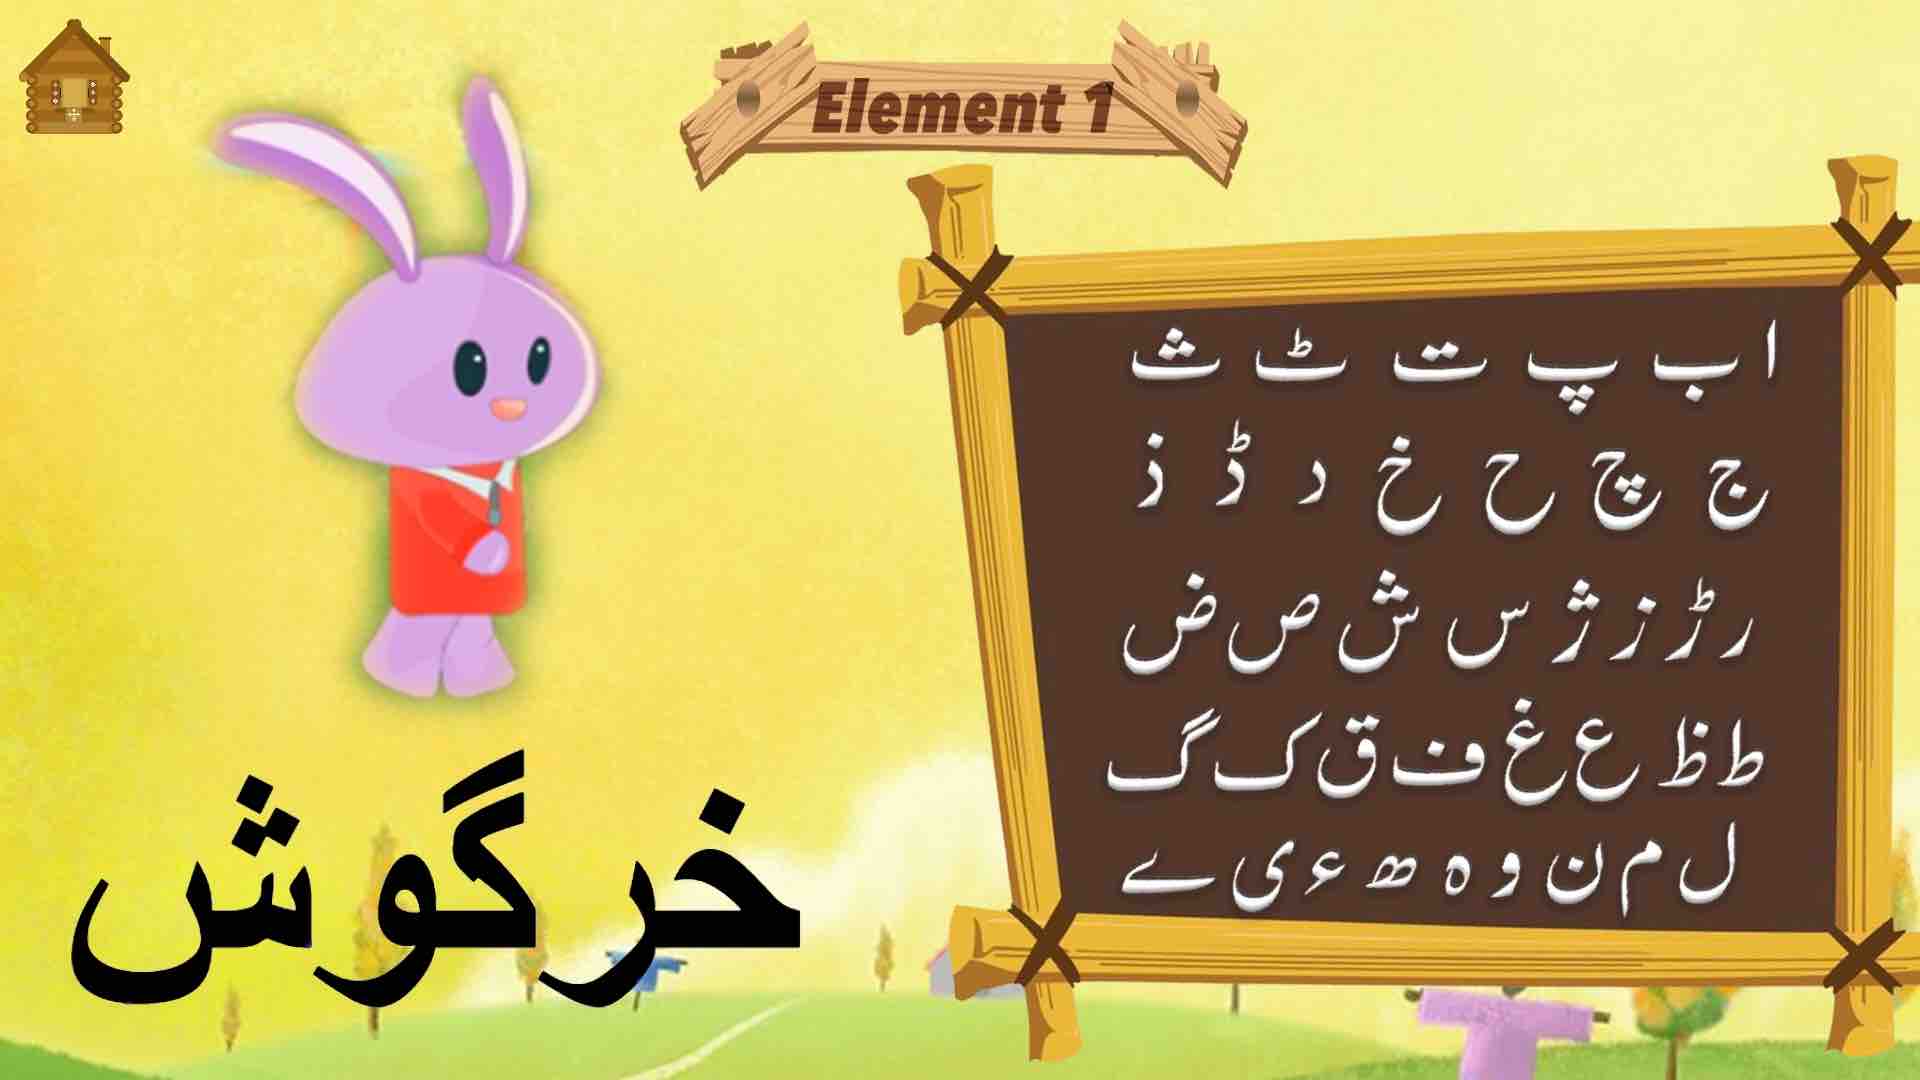 Element 1
ا ب پ ت ٹ ث
ج چ ح خ د ڈ ذ
ر ڑ ز ژ س ش ص ض
ط ظ ع غ ف ق ک گ
ل م ن و ہ ھ ء ی ے
خرگوش